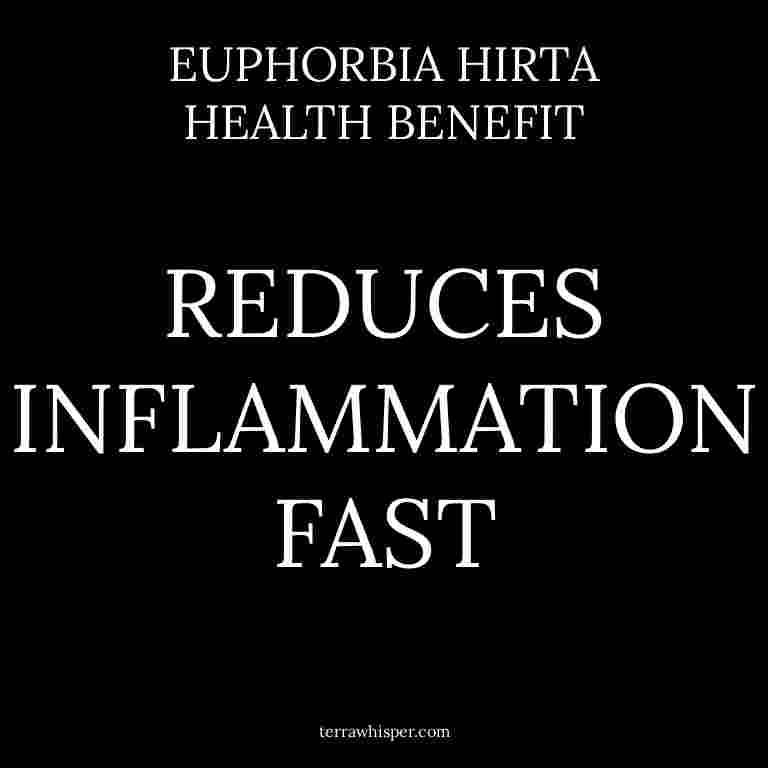 EUPHORBIA HIRTA
HEALTH BENEFIT
REDUCES
INFLAMMATION
FAST
terrawhisper.com